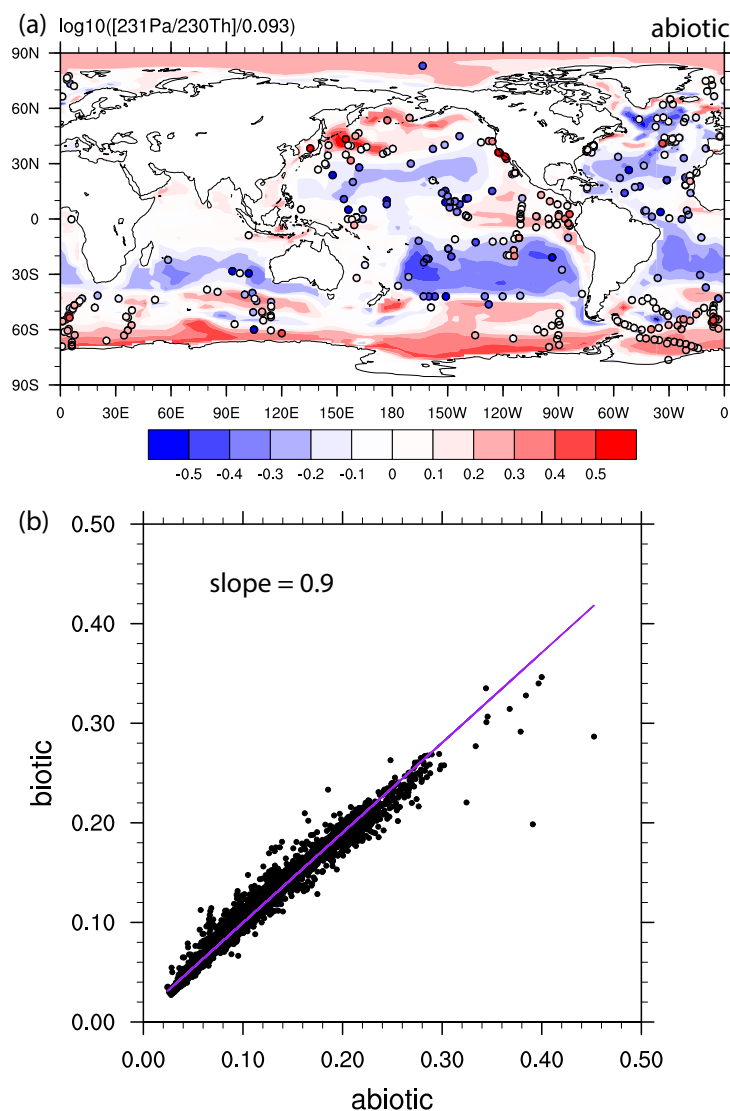 (a) log10([231Pa/230Th]/0.093) abiotic
90N
60N
30N
0
30S
60S
90S
0 30E 60E 90E 120E 150E 180 150W 120W 90W 60W 30W 0
-0.5 -0.4 -0.3 -0.2 -0.1 0 0.1 0.2 0.3 0.4 0.5
(b)
0.50
slope = 0.9
0.40
0.30
biotic
0.20
0.10
0.00
0.00 0.10 0.20 0.30 0.40 0.50
abiotic